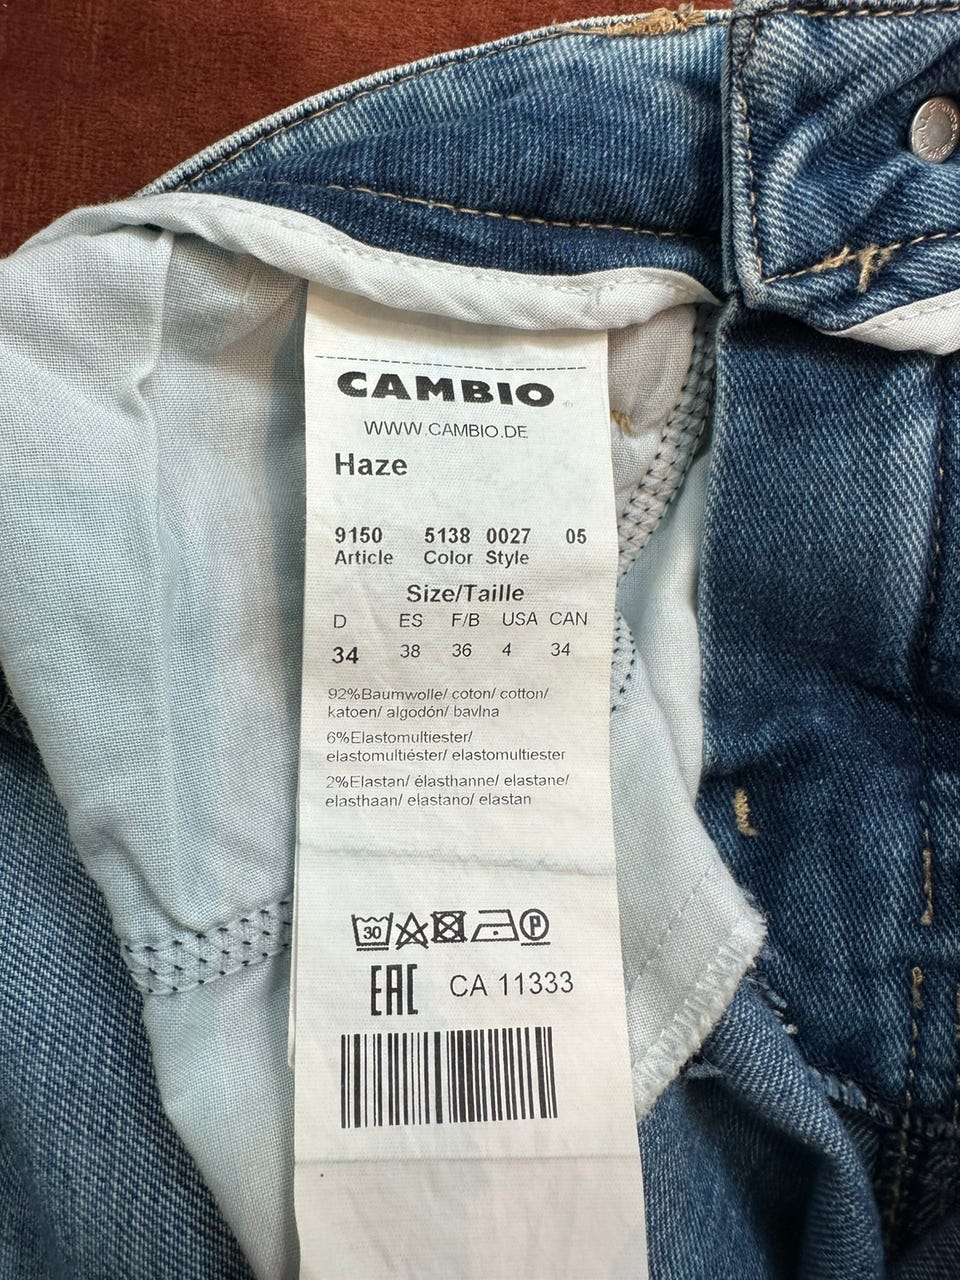 CAMBIO
WWW.CAMBIO.DE
Haze
9150 5138 0027 05
Article Color Style
Size/Taille
D ES F/B USA CAN
34 38 36 4 34
92%Baumwolle/ coton/ cotton/
katoen/ algodón/ bavlna
6%Elastomultiester/
elastomultiéster/ elastomultiester
2%Elastan/ élasthanne/ elastane/
elasthaan/ elastano/ elastan
30 P
EAC CA 11333